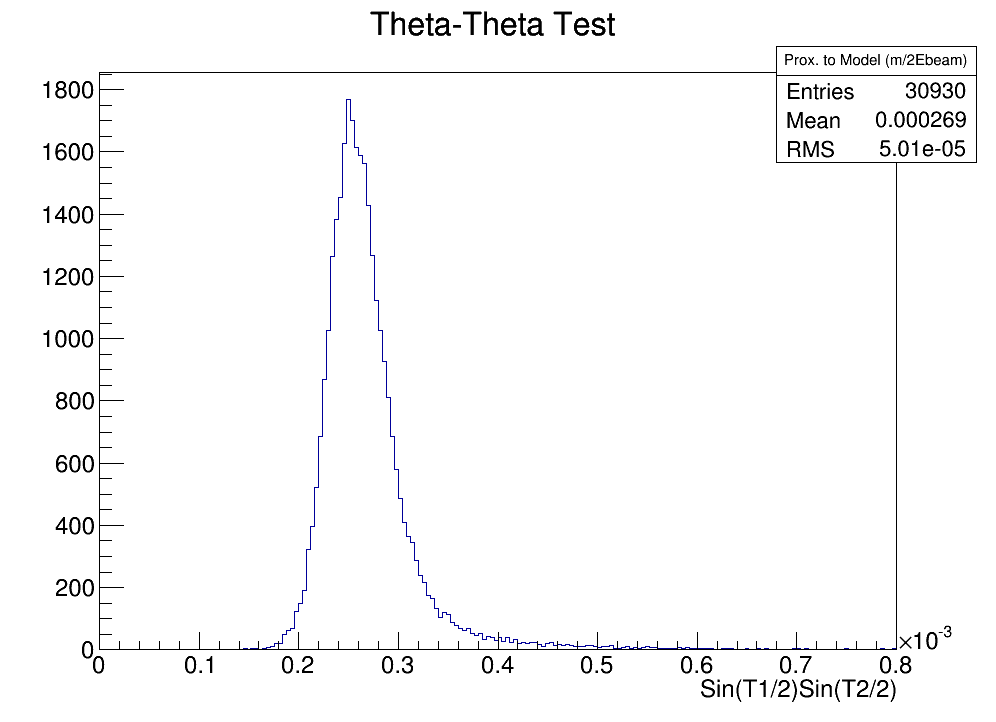 Theta-Theta Test
Prox. to Model (m/2Ebeam)
Entries 30930
Mean 0.000269
RMS 5.01e-05
1800
1600
1400
1200
1000
800
600
400
200
0
0 0.1 0.2 0.3 0.4 0.5 0.6 0.7 0.8
×10-3
Sin(T1/2)Sin(T2/2)